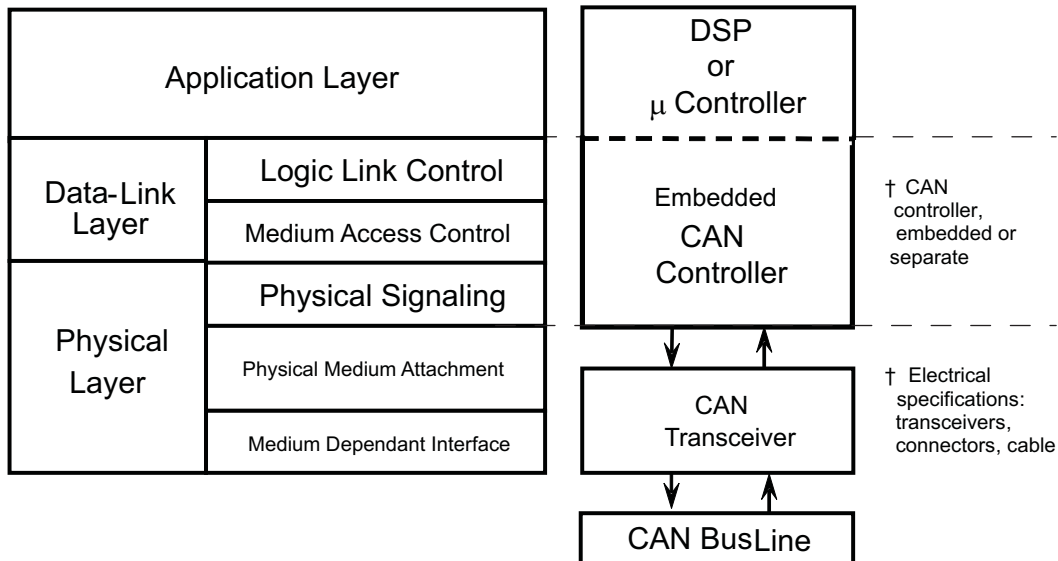 Application Layer
Data-Link
Layer
Logic Link Control
Medium Access Control
Physical
Layer
Physical Signaling
Physical Medium Attachment
Medium Dependant Interface
DSP
or
μ Controller
Embedded
CAN
Controller
CAN
Transceiver
CAN BusLine
† CAN
controller,
embedded or
separate
† Electrical
specifications:
transceivers,
connectors, cable